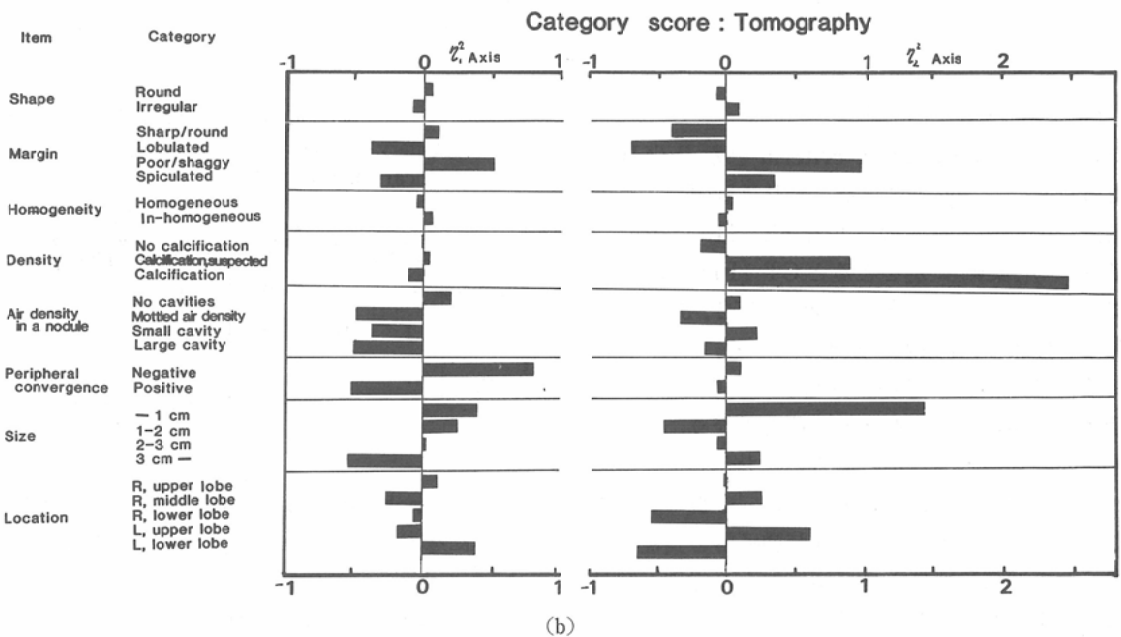 Category score : Tomography
Item Category
-1 0 η₁² Axis 1 -1 0 1 η₂² Axis 2
Shape
Round
Irregular
Margin
Sharp/round
Lobulated
Poor/shaggy
Spiculated
Homogeneity
Homogeneous
In-homogeneous
Density
No calcification
Calcification,suspected
Calcification
Air density
in a nodule
No cavities
Mottled air density
Small cavity
Large cavity
Peripheral
convergence
Negative
Positive
Size
— 1 cm
1-2 cm
2-3 cm
3 cm —
Location
R, upper lobe
R, middle lobe
R, lower lobe
L, upper lobe
L, lower lobe
-1 0 1 -1 0 1 2
(b)